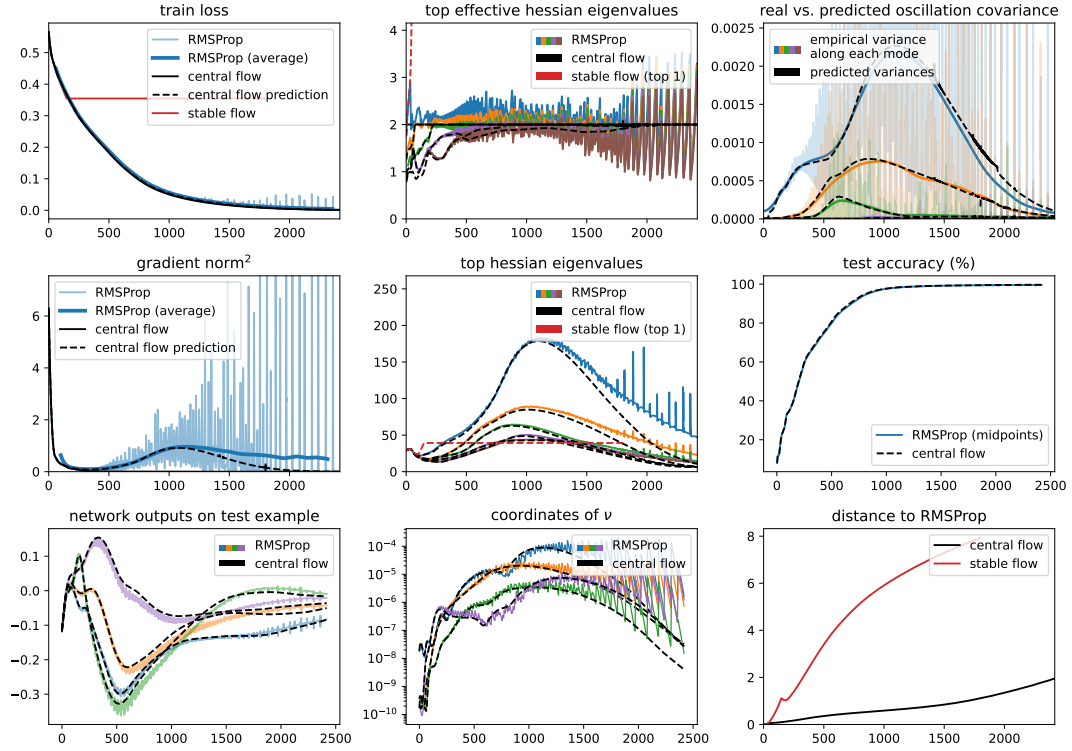 train loss
RMSProp
RMSProp (average)
central flow
central flow prediction
stable flow
0.5
0.4
0.3
0.2
0.1
0.0
0
500
1000
1500
2000
top effective hessian eigenvalues
RMSProp
central flow
stable flow (top 1)
4
3
2
1
0
0
500
1000
1500
2000
real vs. predicted oscillation covariance
empirical variance
along each mode
predicted variances
0.0025
0.0020
0.0015
0.0010
0.0005
0.0000
0
500
1000
1500
2000
gradient norm²
RMSProp
RMSProp (average)
central flow
central flow prediction
6
4
2
0
0
500
1000
1500
2000
top hessian eigenvalues
RMSProp
central flow
stable flow (top 1)
250
200
150
100
50
0
0
500
1000
1500
2000
test accuracy (%)
RMSProp (midpoints)
central flow
100
80
60
40
20
0
500
1000
1500
2000
2500
network outputs on test example
RMSProp
central flow
0.1
0.0
−0.1
−0.2
−0.3
0
500
1000
1500
2000
2500
coordinates of ν
RMSProp
central flow
10⁻⁴
10⁻⁵
10⁻⁶
10⁻⁷
10⁻⁸
10⁻⁹
10⁻¹⁰
0
500
1000
1500
2000
2500
distance to RMSProp
central flow
stable flow
8
6
4
2
0
0
500
1000
1500
2000